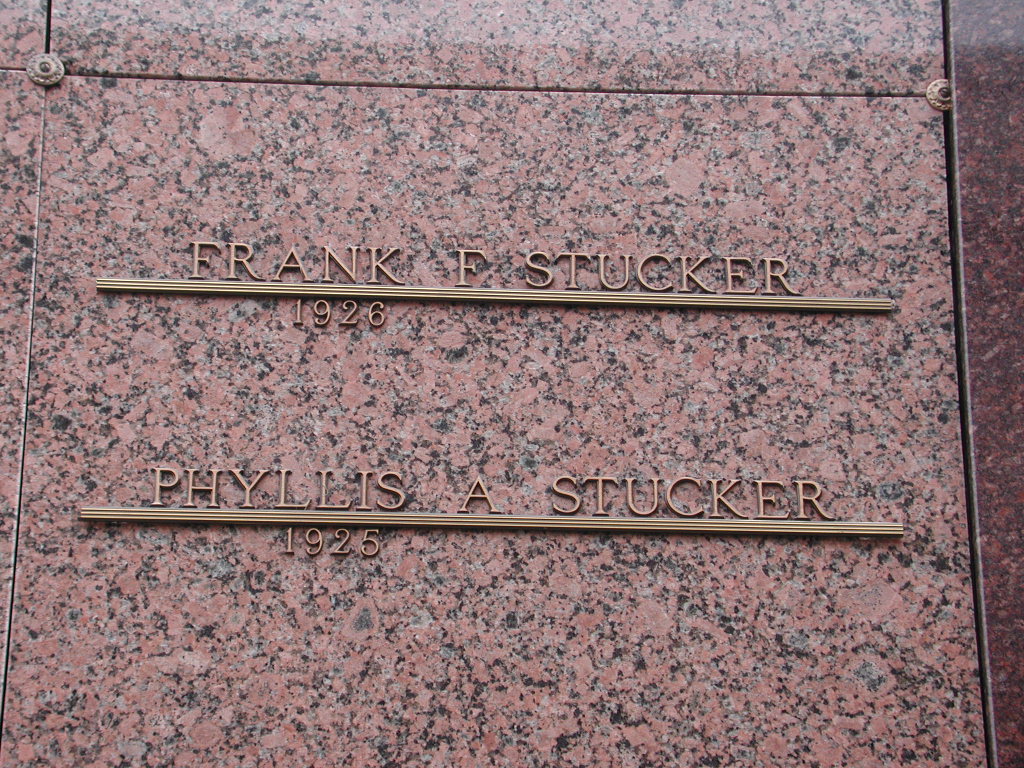 FRANK F STUCKER
1926
PHYLLIS A STUCKER
1925